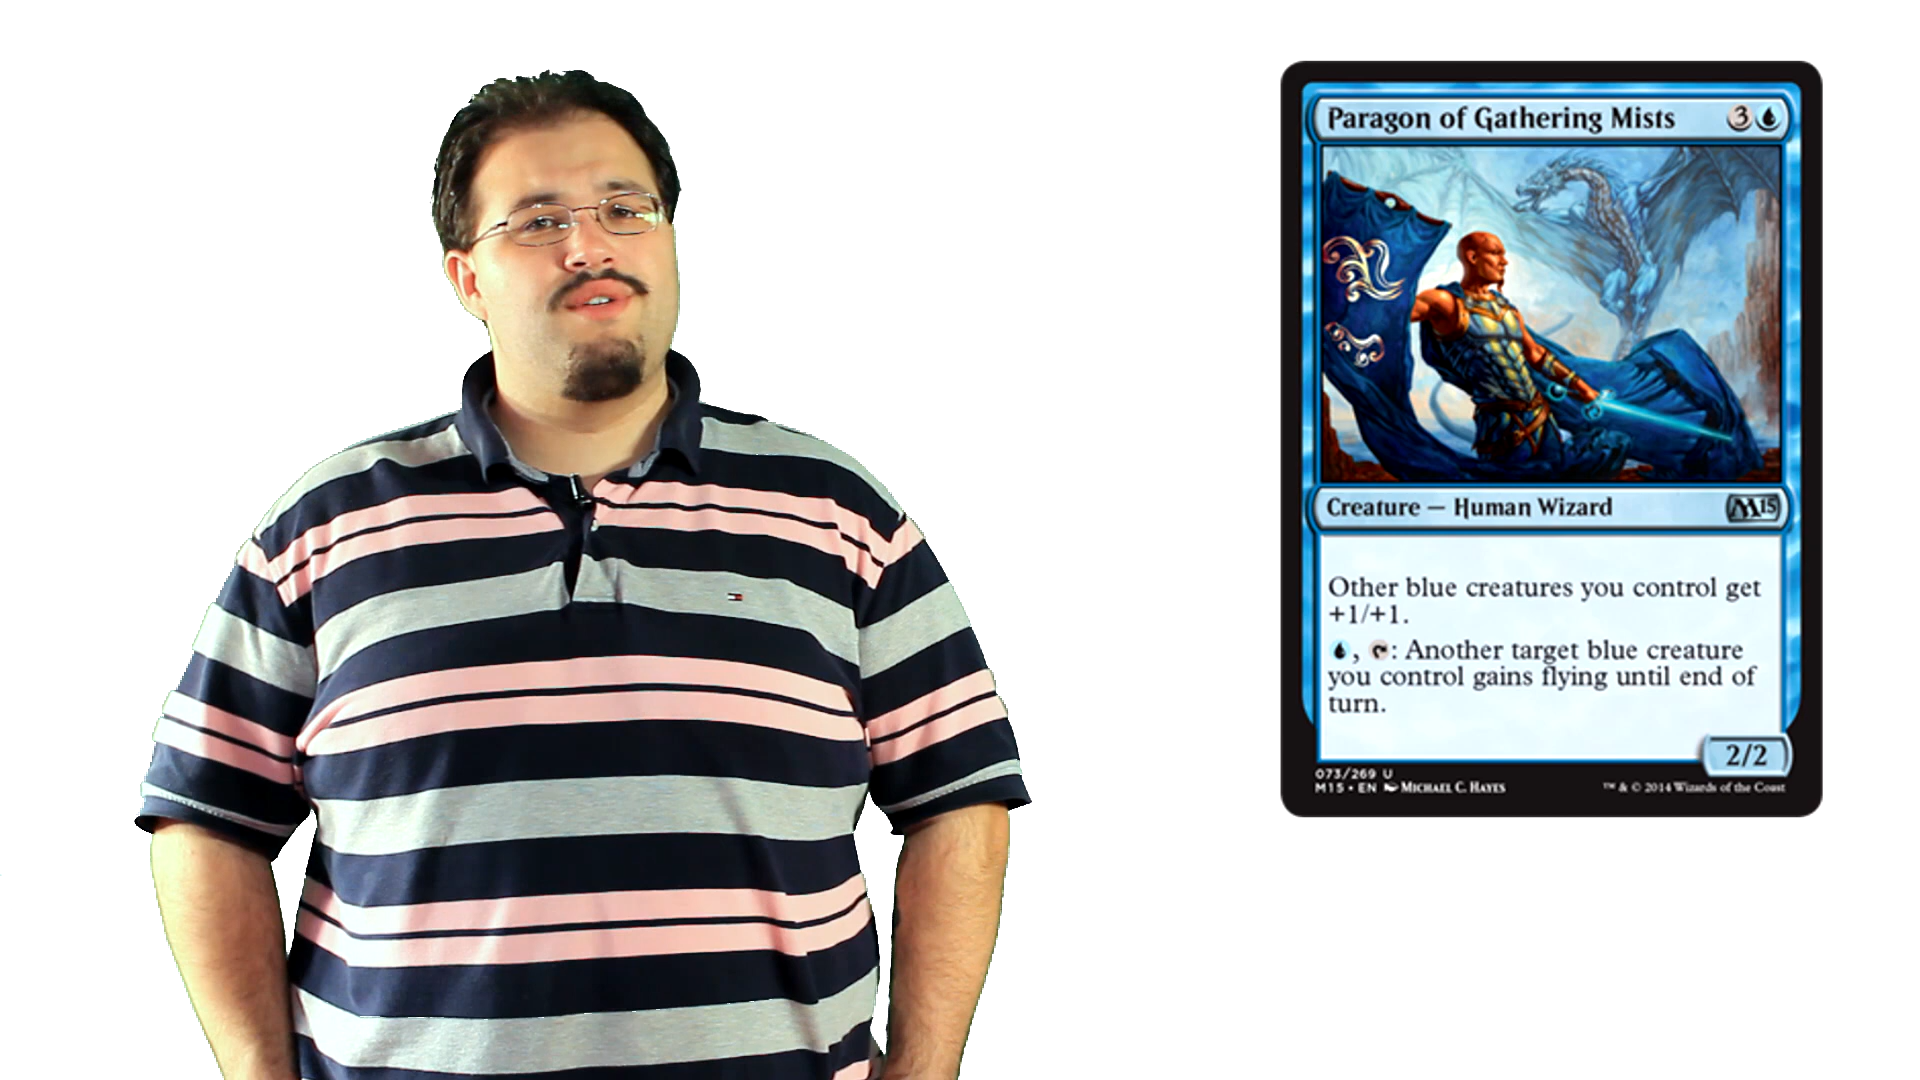 Paragon of Gathering Mists 3
Creature — Human Wizard M15
Other blue creatures you control get
+1/+1.
, : Another target blue creature
you control gains flying until end of
turn.
2/2
073/269 U
M15 • EN MICHAEL C. HAYES
™ & © 2014 Wizards of the Coast